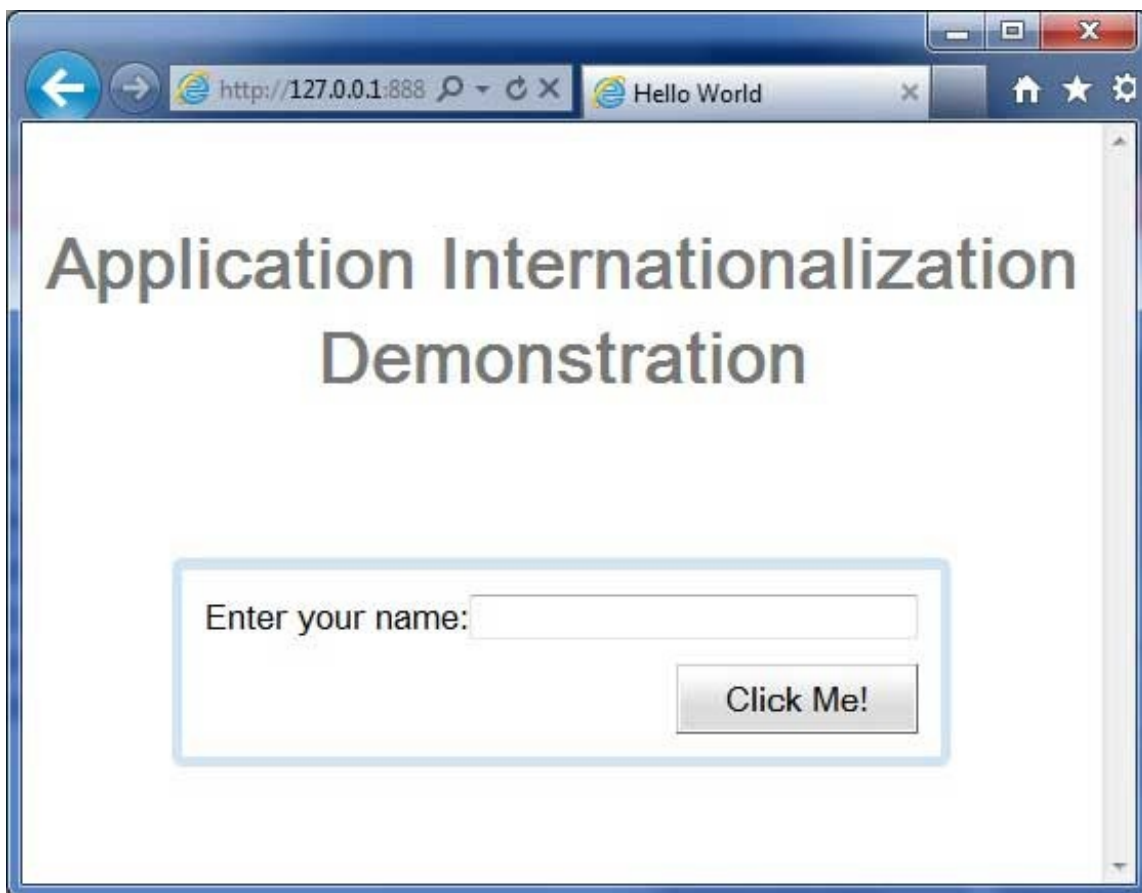 http://127.0.0.1:888
Hello World
Application Internationalization
Demonstration
Enter your name:
Click Me!